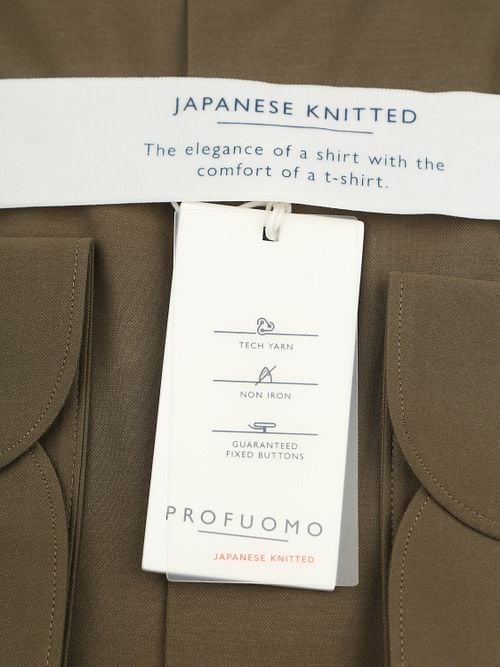 JAPANESE KNITTED
The elegance of a shirt with the
comfort of a t-shirt.
TECH YARN
NON IRON
GUARANTEED
FIXED BUTTONS
PROFUOMO
JAPANESE KNITTED